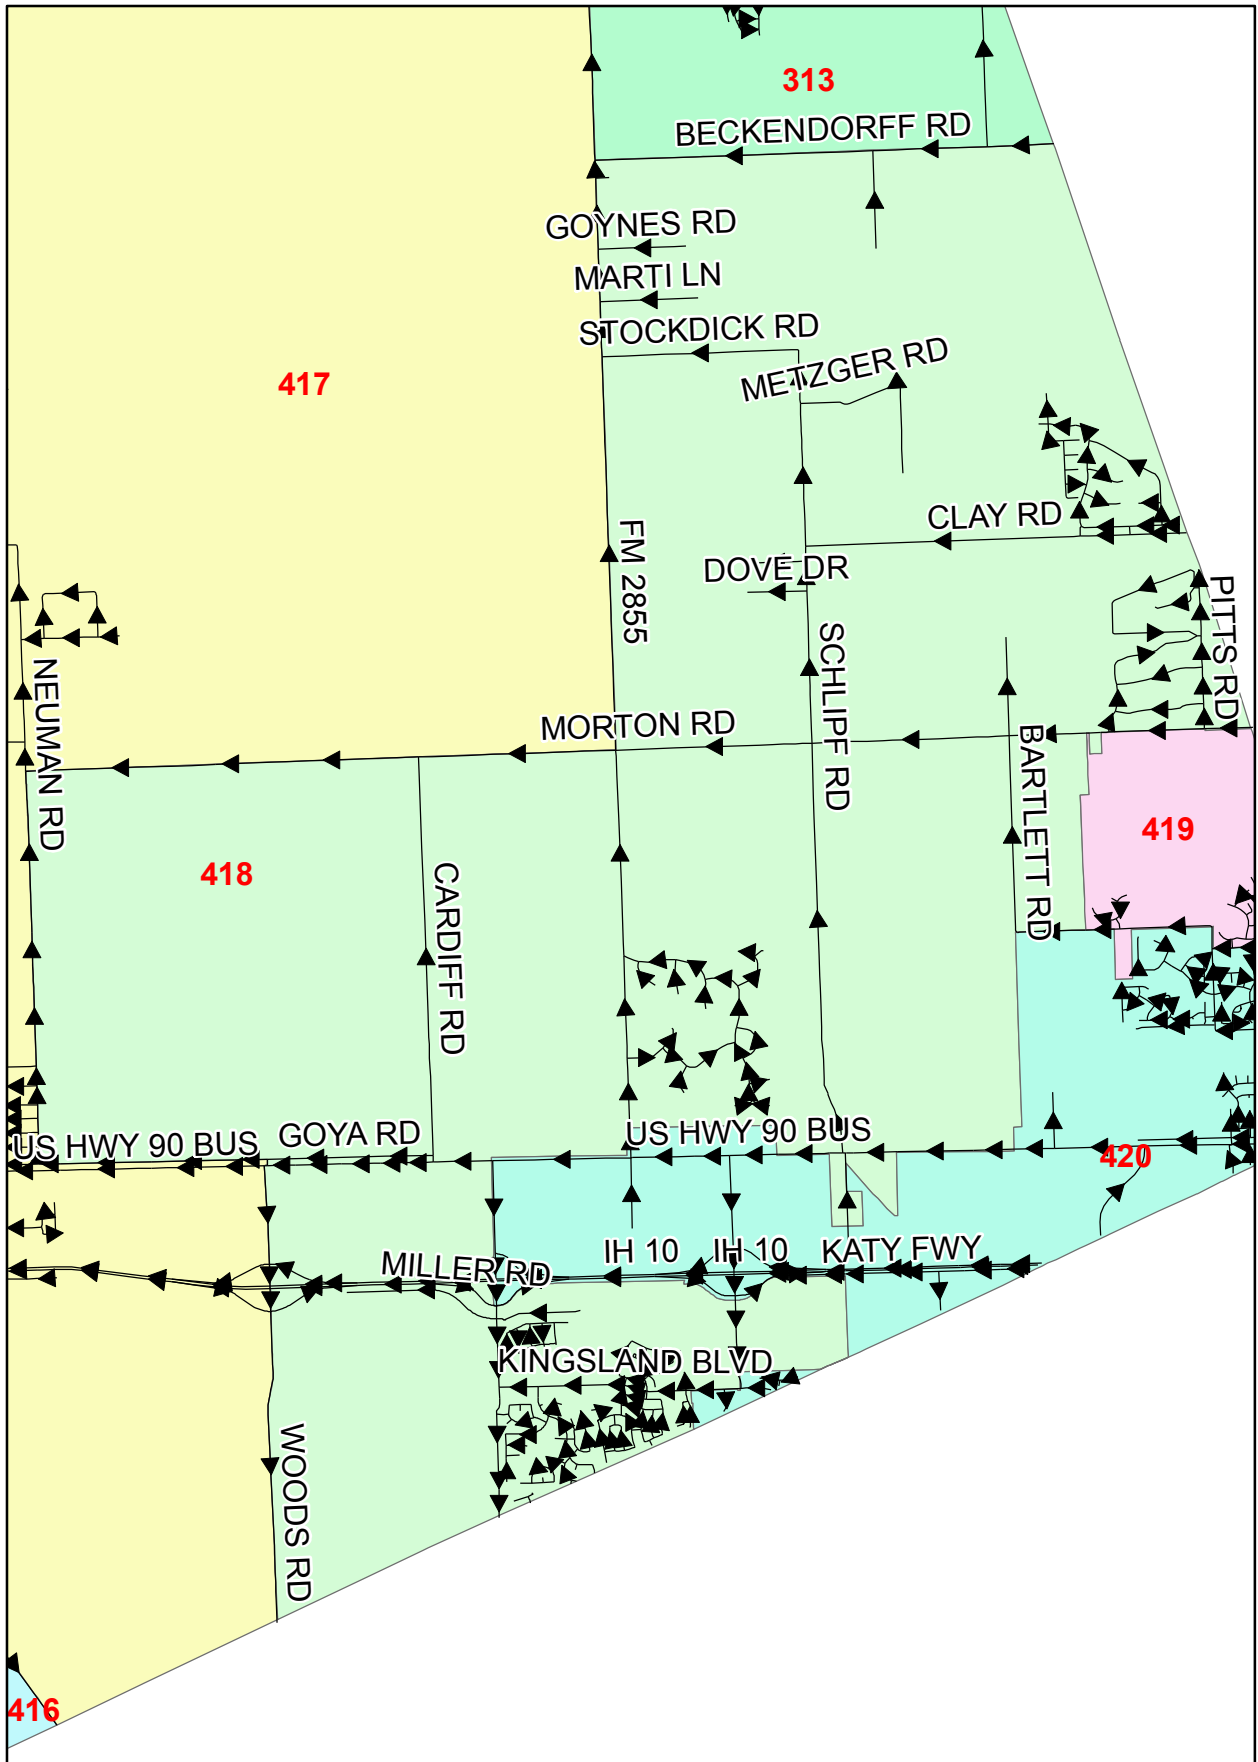 313
BECKENDORFF RD
GOYNES RD
MARTI LN
STOCKDICK RD
METZGER RD
417
CLAY RD
FM 2855
DOVE DR
PITTS RD
SCHLIPF RD
NEUMAN RD
MORTON RD
BARTLETT RD
419
418
CARDIFF RD
US HWY 90 BUS
GOYA RD
US HWY 90 BUS
420
IH 10
IH 10
KATY FWY
MILLER RD
KINGSLAND BLVD
WOODS RD
416